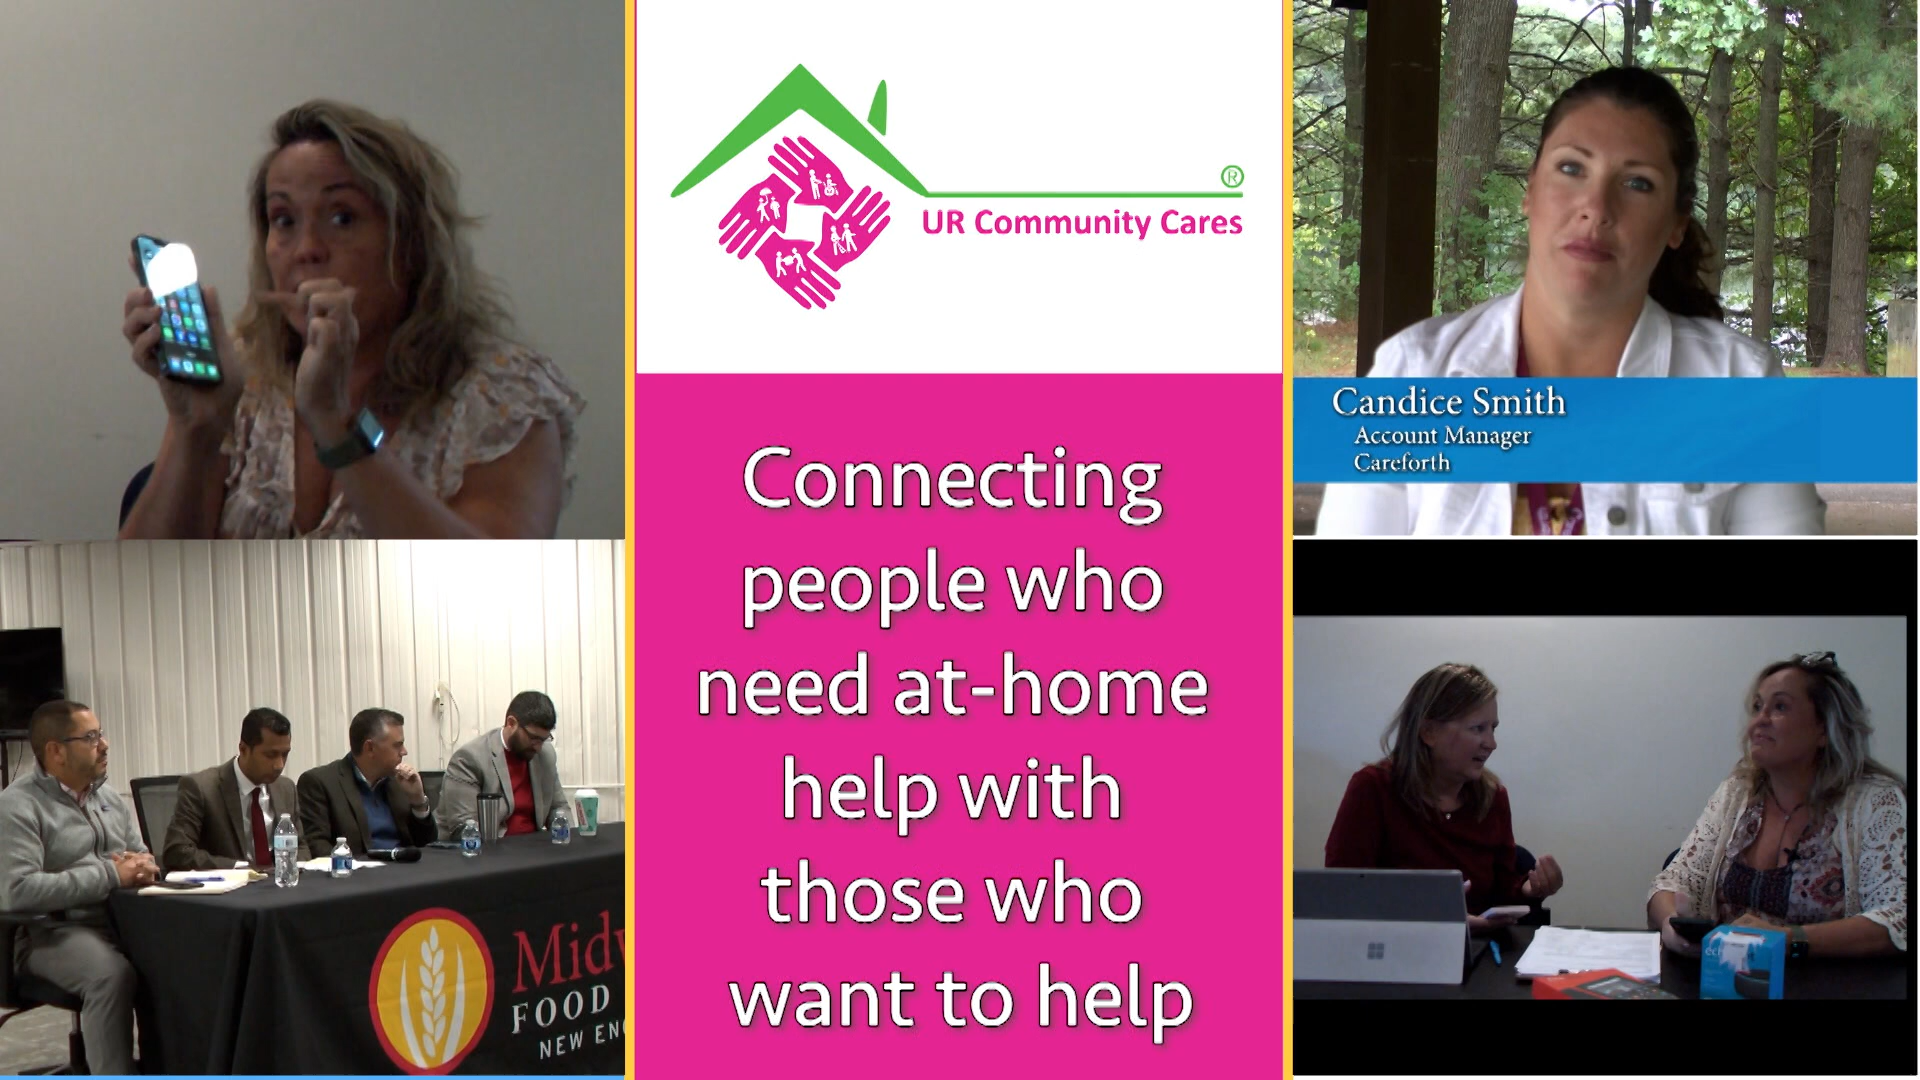 ®
UR Community Cares
Connecting
people who
need at-home
help with
those who
want to help
Candice Smith
Account Manager
Careforth
FOOD